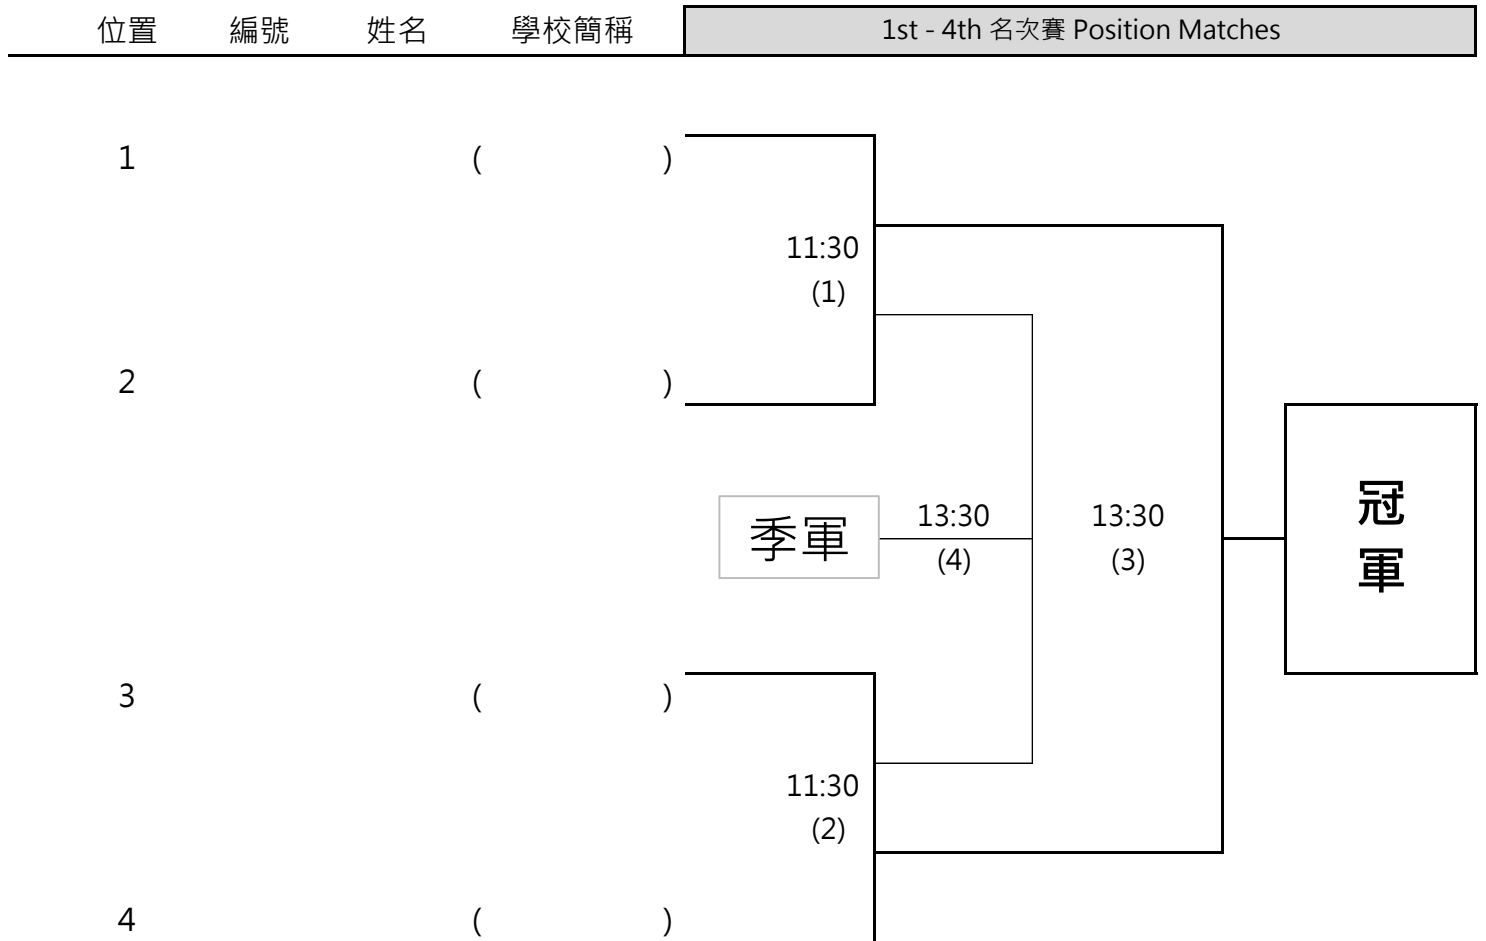 位置 編號 姓名 學校簡稱 1st - 4th 名次賽 Position Matches
1 ( )
11:30
(1)
2 ( )
季軍
13:30
(4)
13:30
(3)
冠
軍
3 ( )
11:30
(2)
4 ( )